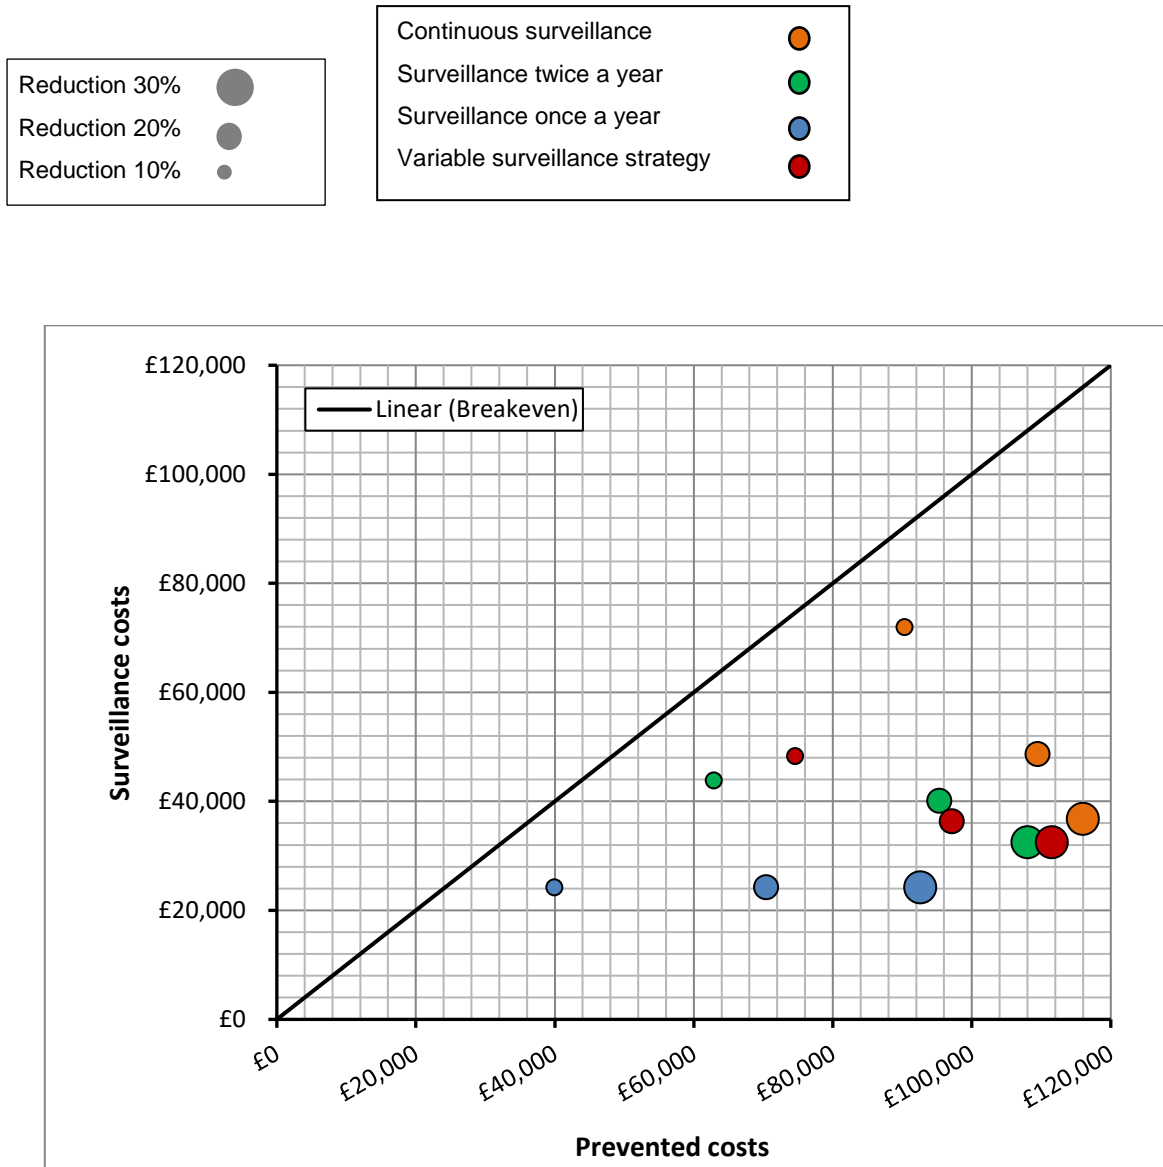 Continuous surveillance
Surveillance twice a year
Surveillance once a year
Variable surveillance strategy
Reduction 30%
Reduction 20%
Reduction 10%
£120,000
£100,000
£80,000
£60,000
£40,000
£20,000
£0
Linear (Breakeven)
Surveillance costs
£0
£20,000
£40,000
£60,000
£80,000
£100,000
£120,000
Prevented costs